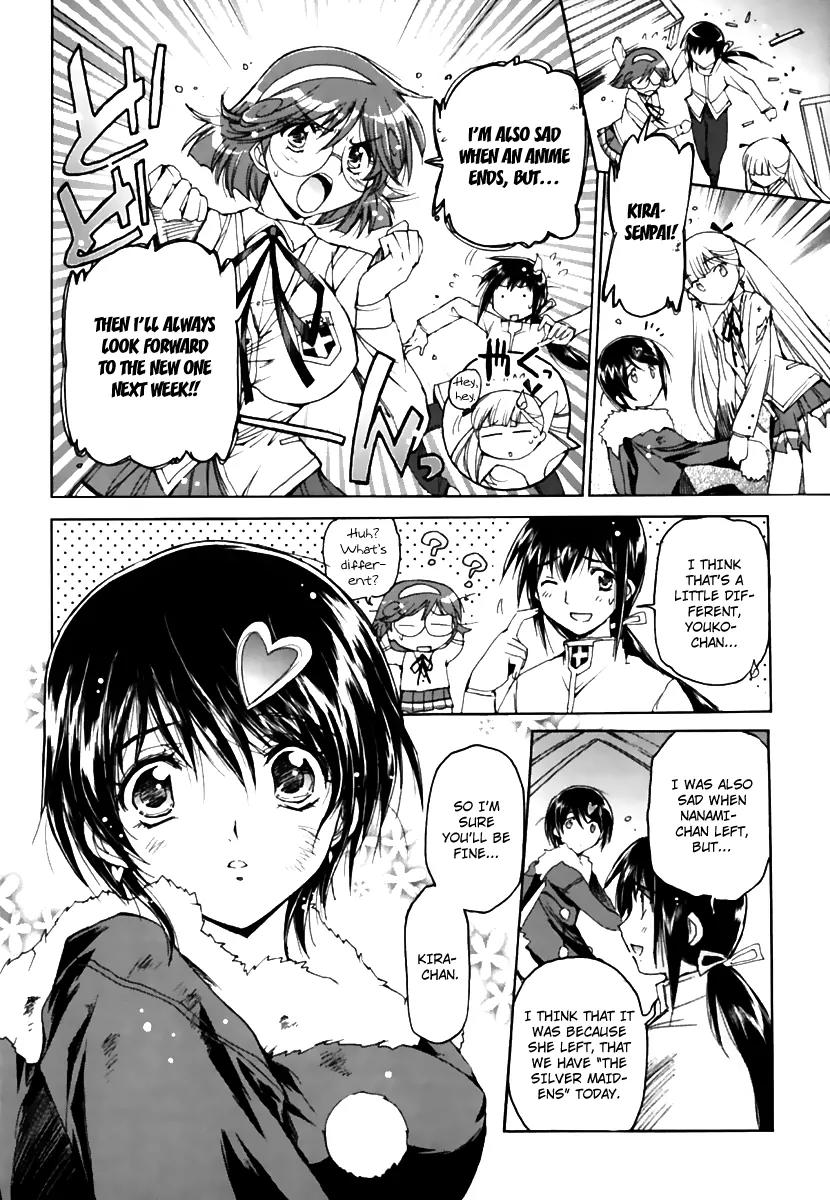 KIRA-
SENPAI!
I'M ALSO SAD
WHEN AN ANIME
ENDS, BUT...
THEN I'LL ALWAYS
LOOK FORWARD
TO THE NEW ONE
NEXT WEEK!!
Hey,
hey.
I THINK
THAT'S A
LITTLE DIF-
FERENT,
YOUKO-
CHAN...
Huh?
What's
differ-
ent?
?
?
?
I WAS ALSO
SAD WHEN
NANAMI-
CHAN LEFT,
BUT...
I THINK THAT IT
WAS BECAUSE
SHE LEFT, THAT
WE HAVE "THE
SILVER MAID-
ENS" TODAY.
SO I'M
SURE
YOU'LL BE
FINE...
KIRA-
CHAN.